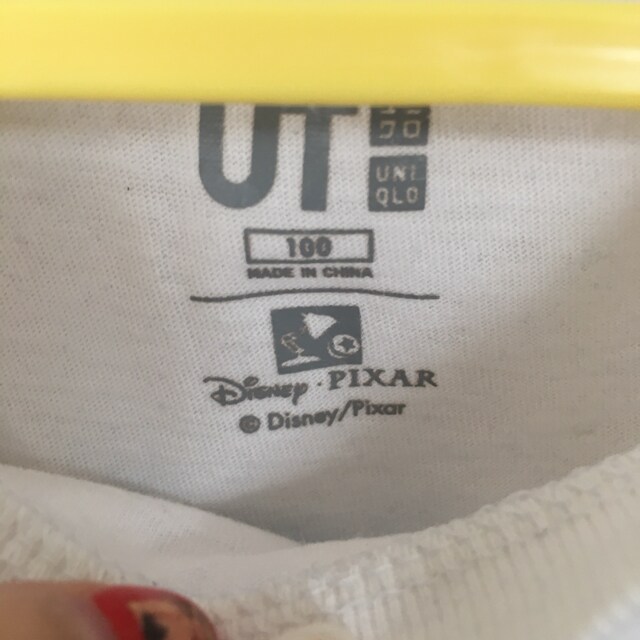 UT
UNI
QLO
100
MADE IN CHINA
Disney · PIXAR
© Disney/Pixar